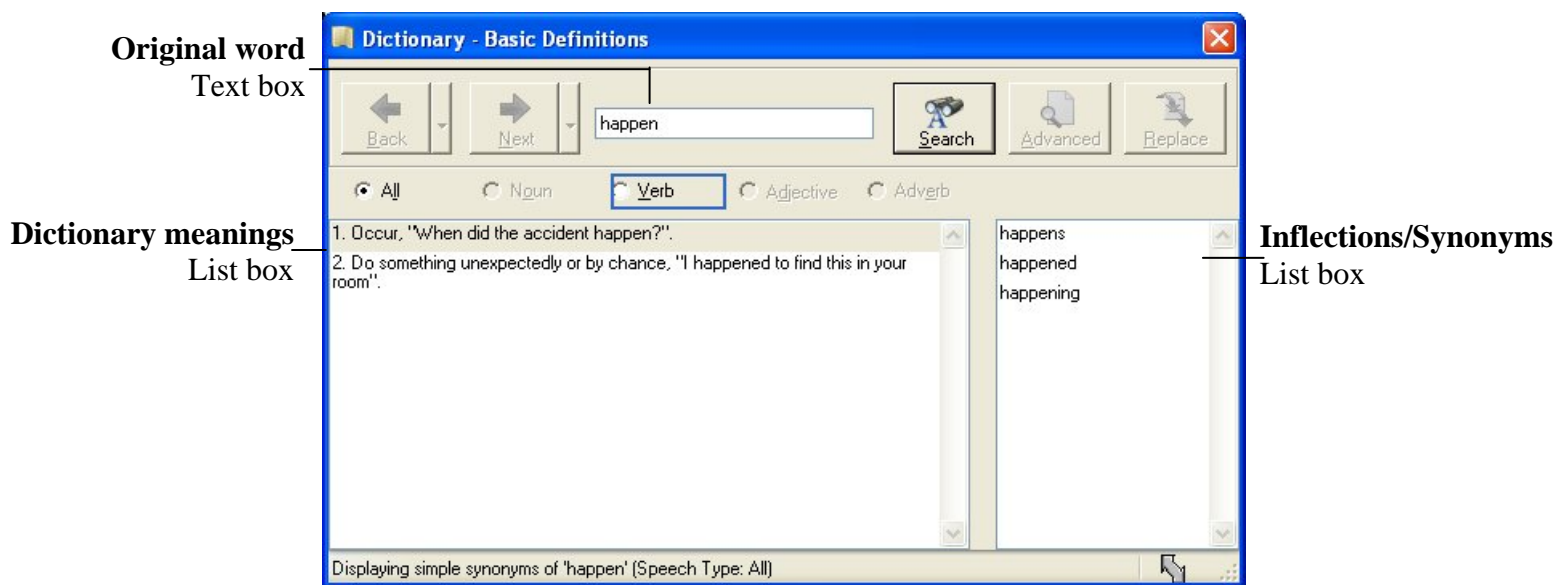 Dictionary - Basic Definitions
Original word
Text box
Back
Next
happen
Search
Advanced
Replace
All
Noun
Verb
Adjective
Adverb
Dictionary meanings
List box
1. Occur, "When did the accident happen?".
2. Do something unexpectedly or by chance, "I happened to find this in your
room".
happens
happened
happening
Inflections/Synonyms
List box
Displaying simple synonyms of 'happen' (Speech Type: All)